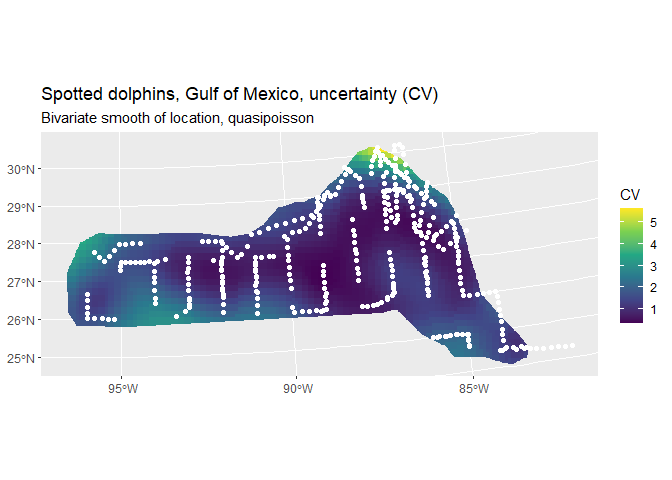 Spotted dolphins, Gulf of Mexico, uncertainty (CV)
Bivariate smooth of location, quasipoisson
30°N
29°N
28°N
27°N
26°N
25°N
95°W
90°W
85°W
CV
5
4
3
2
1